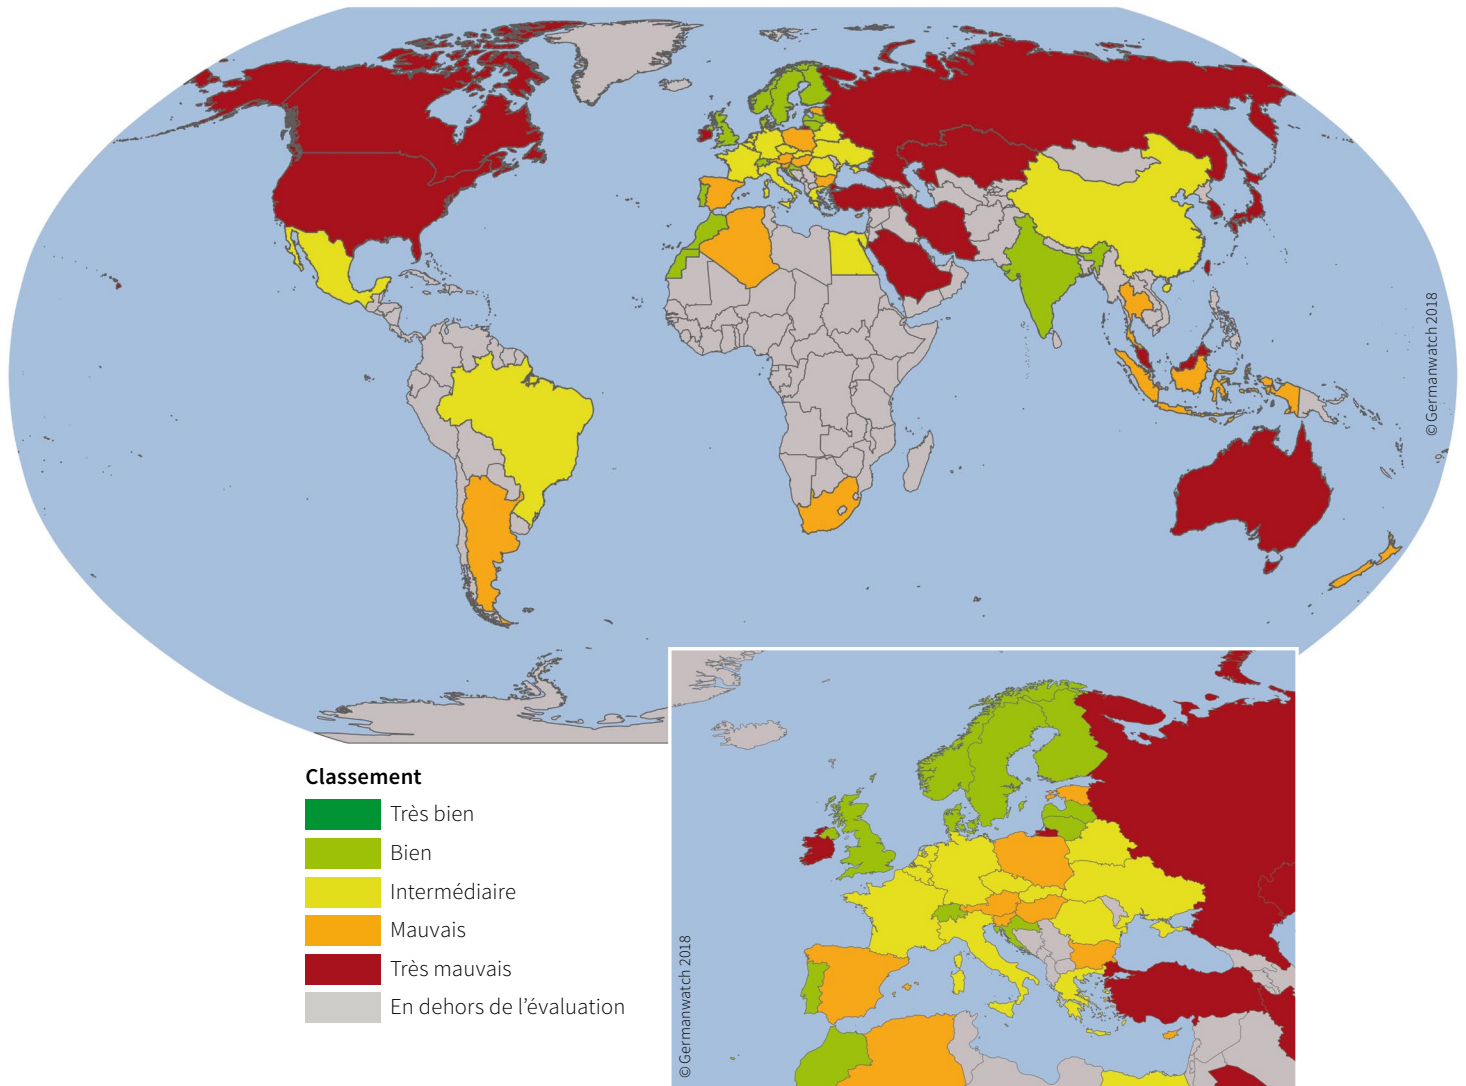 © Germanwatch 2018
Classement
Très bien
Bien
Intermédiaire
Mauvais
Très mauvais
En dehors de l’évaluation
© Germanwatch 2018